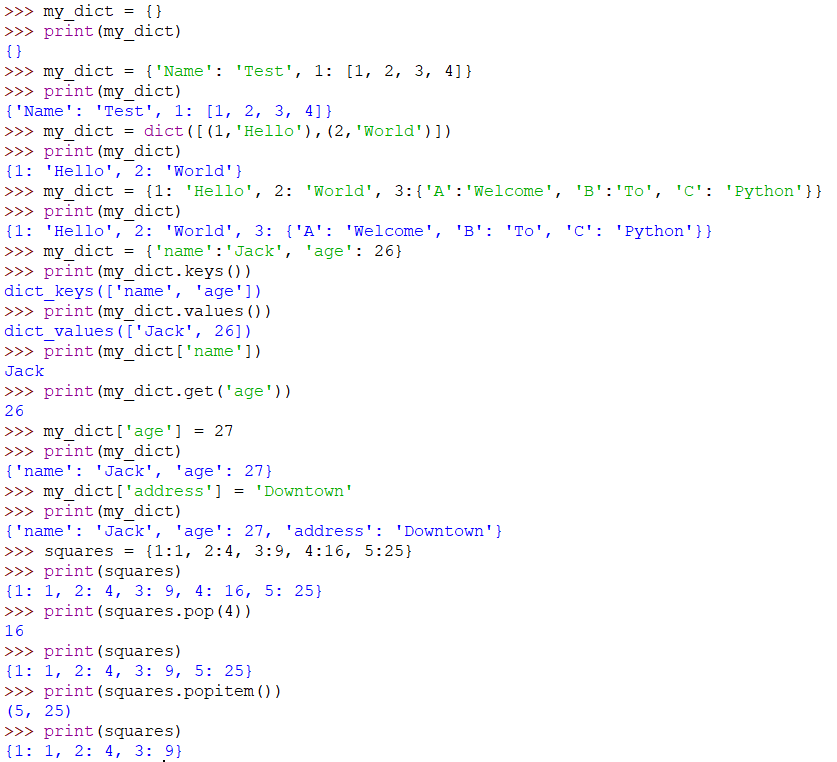 >>> my_dict = {}
>>> print(my_dict)
{}
>>> my_dict = {'Name': 'Test', 1: [1, 2, 3, 4]}
>>> print(my_dict)
{'Name': 'Test', 1: [1, 2, 3, 4]}
>>> my_dict = dict([(1,'Hello'),(2,'World')])
>>> print(my_dict)
{1: 'Hello', 2: 'World'}
>>> my_dict = {1: 'Hello', 2: 'World', 3:{'A':'Welcome', 'B':'To', 'C': 'Python'}}
>>> print(my_dict)
{1: 'Hello', 2: 'World', 3: {'A': 'Welcome', 'B': 'To', 'C': 'Python'}}
>>> my_dict = {'name':'Jack', 'age': 26}
>>> print(my_dict.keys())
dict_keys(['name', 'age'])
>>> print(my_dict.values())
dict_values(['Jack', 26])
>>> print(my_dict['name'])
Jack
>>> print(my_dict.get('age'))
26
>>> my_dict['age'] = 27
>>> print(my_dict)
{'name': 'Jack', 'age': 27}
>>> my_dict['address'] = 'Downtown'
>>> print(my_dict)
{'name': 'Jack', 'age': 27, 'address': 'Downtown'}
>>> squares = {1:1, 2:4, 3:9, 4:16, 5:25}
>>> print(squares)
{1: 1, 2: 4, 3: 9, 4: 16, 5: 25}
>>> print(squares.pop(4))
16
>>> print(squares)
{1: 1, 2: 4, 3: 9, 5: 25}
>>> print(squares.popitem())
(5, 25)
>>> print(squares)
{1: 1, 2: 4, 3: 9}